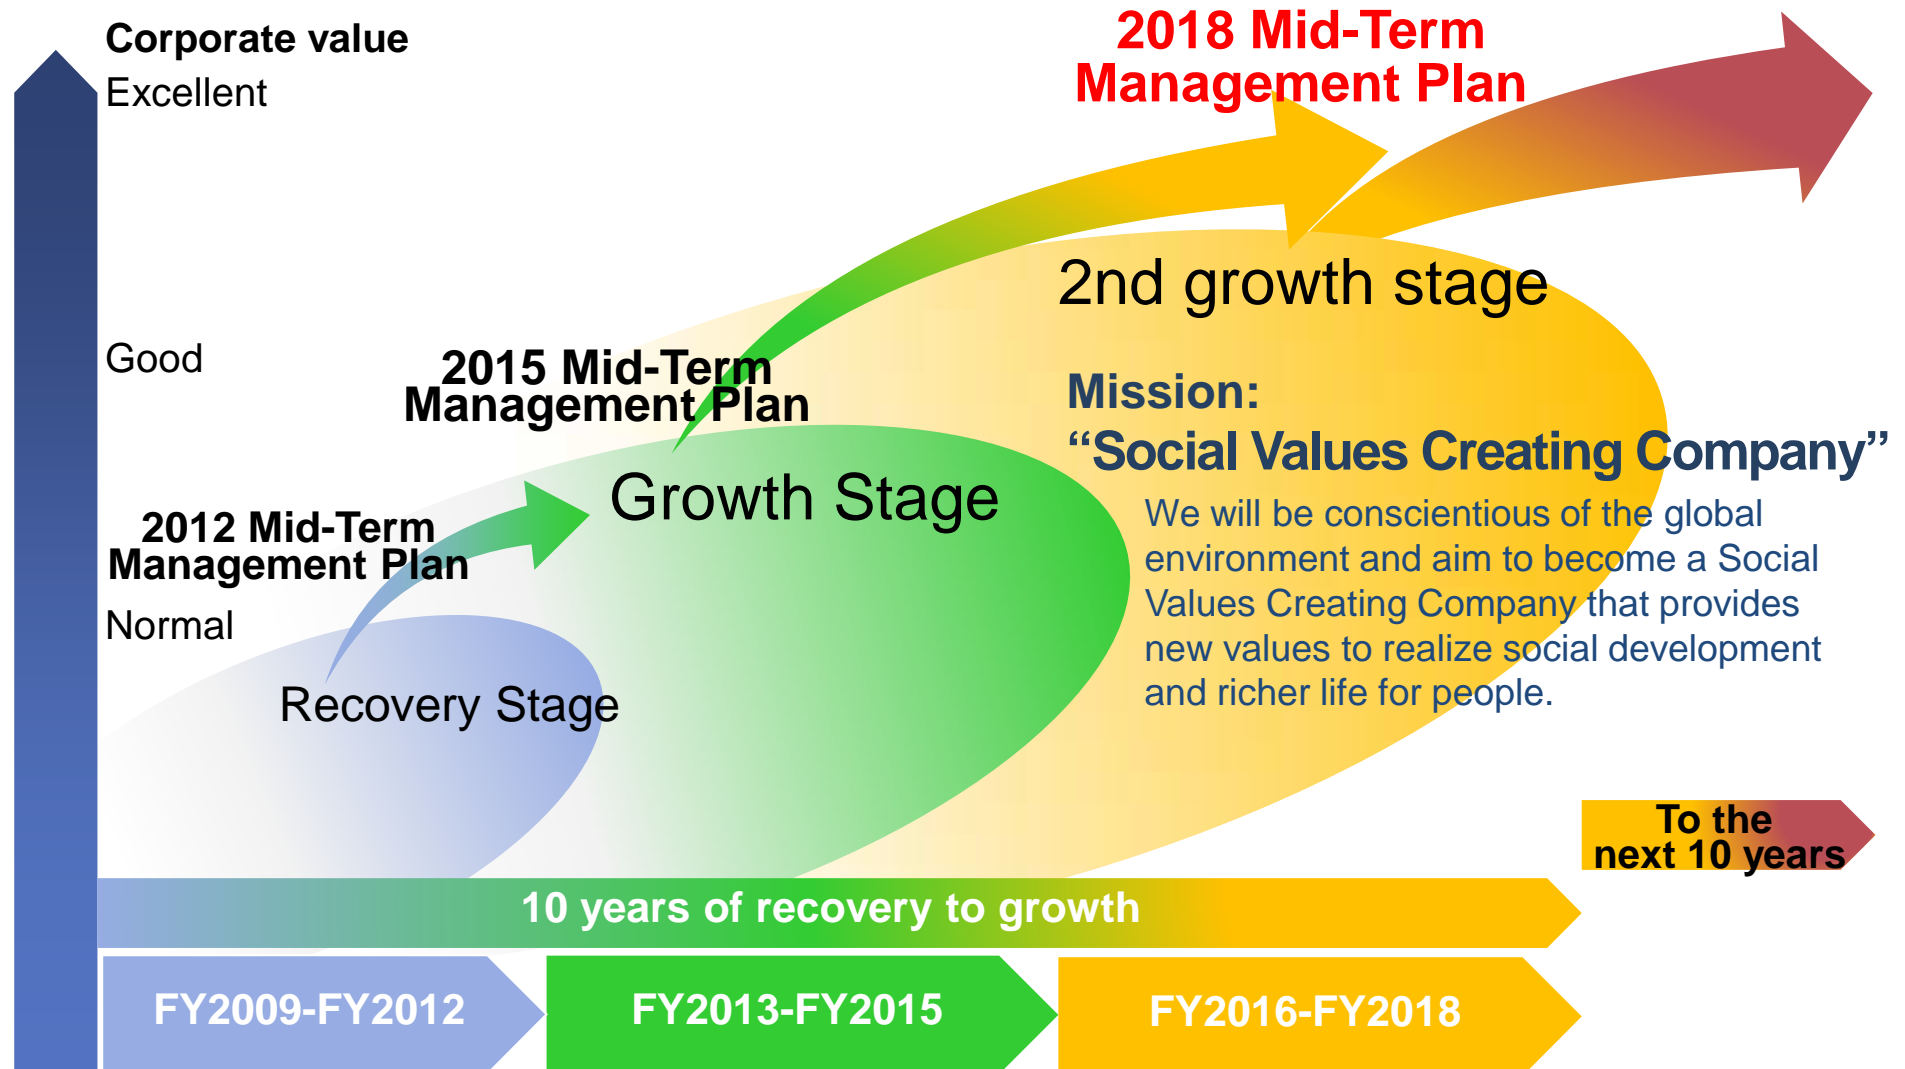 Corporate value
Excellent
2018 Mid-Term
Management Plan
2nd growth stage
Good
2015 Mid-Term
Management Plan
Mission:
“Social Values Creating Company”
Growth Stage
We will be conscientious of the global
environment and aim to become a Social
Values Creating Company that provides
new values to realize social development
and richer life for people.
2012 Mid-Term
Management Plan
Normal
Recovery Stage
To the
next 10 years
10 years of recovery to growth
FY2009-FY2012
FY2013-FY2015
FY2016-FY2018